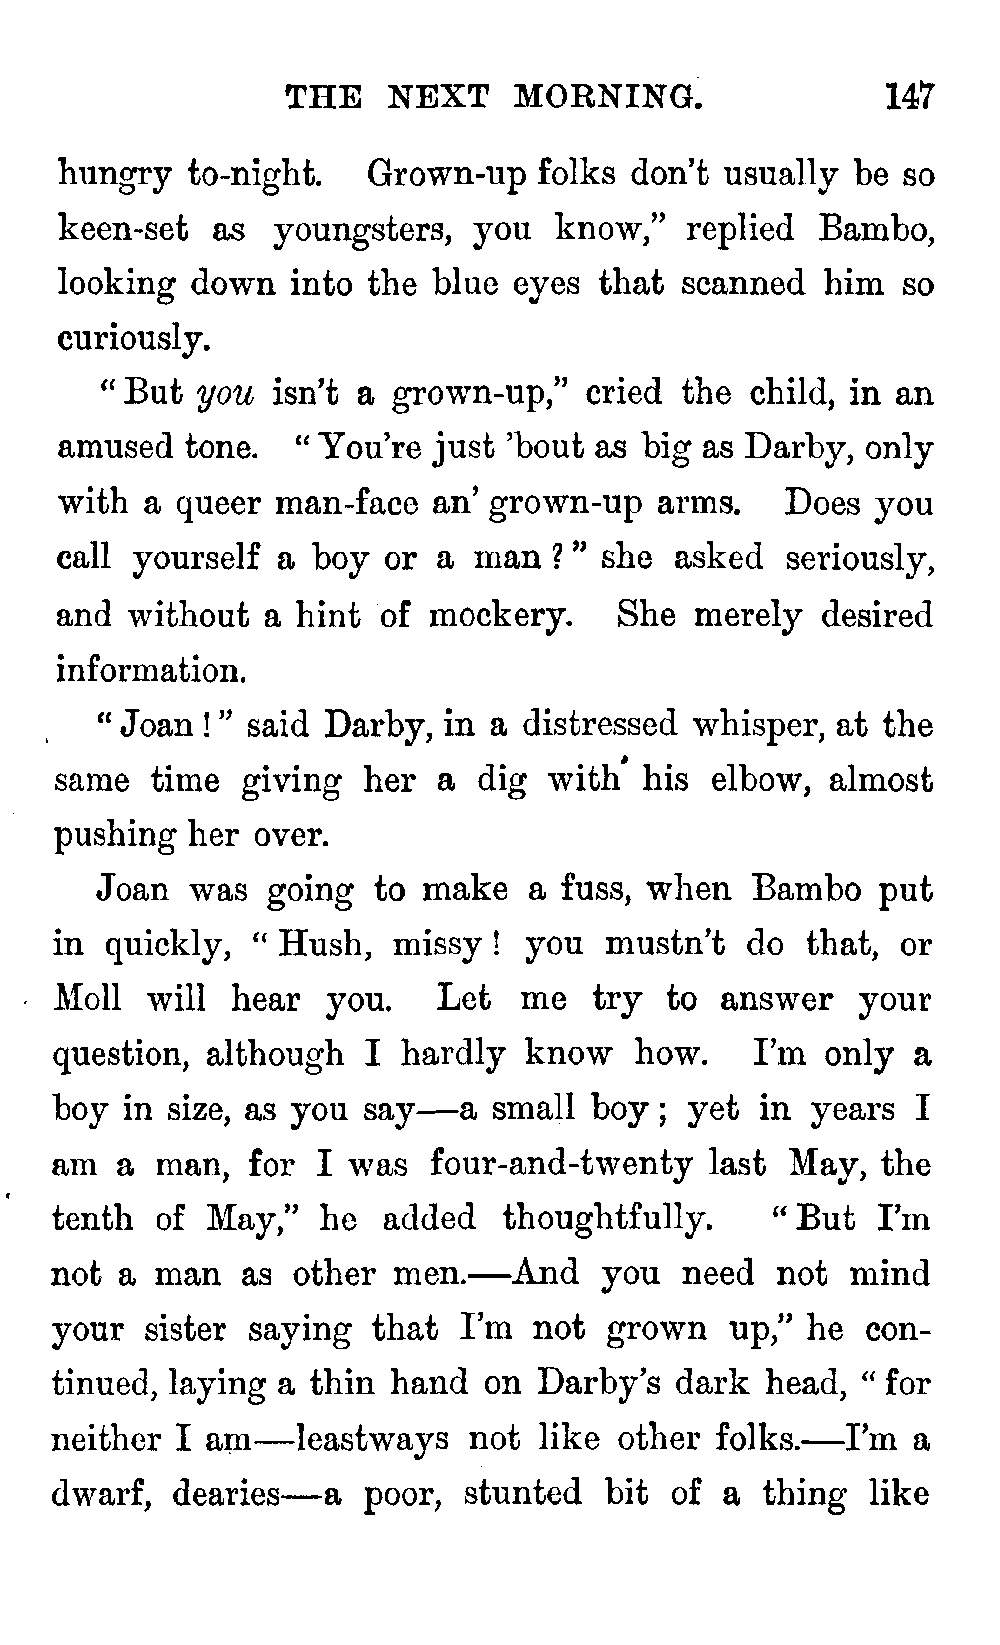 THE NEXT MORNING. 147
hungry to-night. Grown-up folks don't usually be so
keen-set as youngsters, you know,” replied Bambo,
looking down into the blue eyes that scanned him so
curiously.
“ But you isn't a grown-up,” cried the child, in an
amused tone. “ You're just 'bout as big as Darby, only
with a queer man-face an' grown-up arms. Does you
call yourself a boy or a man ? ” she asked seriously,
and without a hint of mockery. She merely desired
information.
“ Joan ! ” said Darby, in a distressed whisper, at the
same time giving her a dig with his elbow, almost
pushing her over.
Joan was going to make a fuss, when Bambo put
in quickly, “ Hush, missy ! you mustn't do that, or
Moll will hear you. Let me try to answer your
question, although I hardly know how. I'm only a
boy in size, as you say—a small boy ; yet in years I
am a man, for I was four-and-twenty last May, the
tenth of May,” he added thoughtfully. “ But I'm
not a man as other men.—And you need not mind
your sister saying that I'm not grown up,” he con-
tinued, laying a thin hand on Darby's dark head, “ for
neither I am—leastways not like other folks.—I'm a
dwarf, dearies—a poor, stunted bit of a thing like